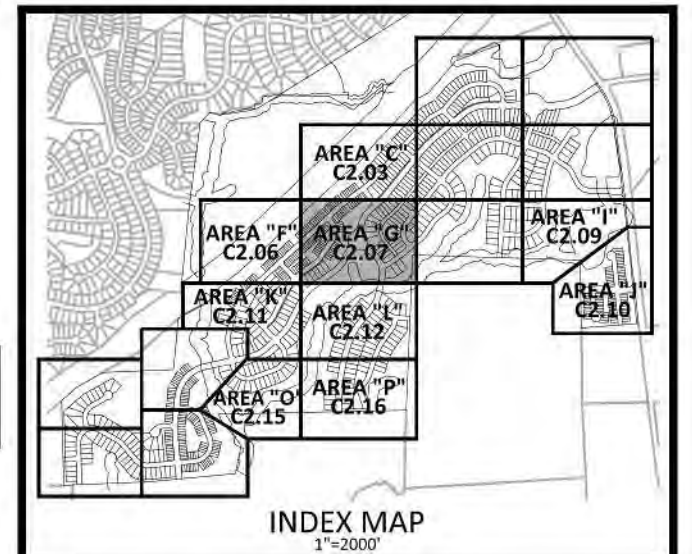 AREA "C"
C2.03
AREA "F"
C2.06
AREA "G"
C2.07
AREA "I"
C2.09
AREA "J"
C2.10
AREA "K"
C2.11
AREA "L"
C2.12
AREA "O"
C2.15
AREA "P"
C2.16
INDEX MAP
1"=2000'